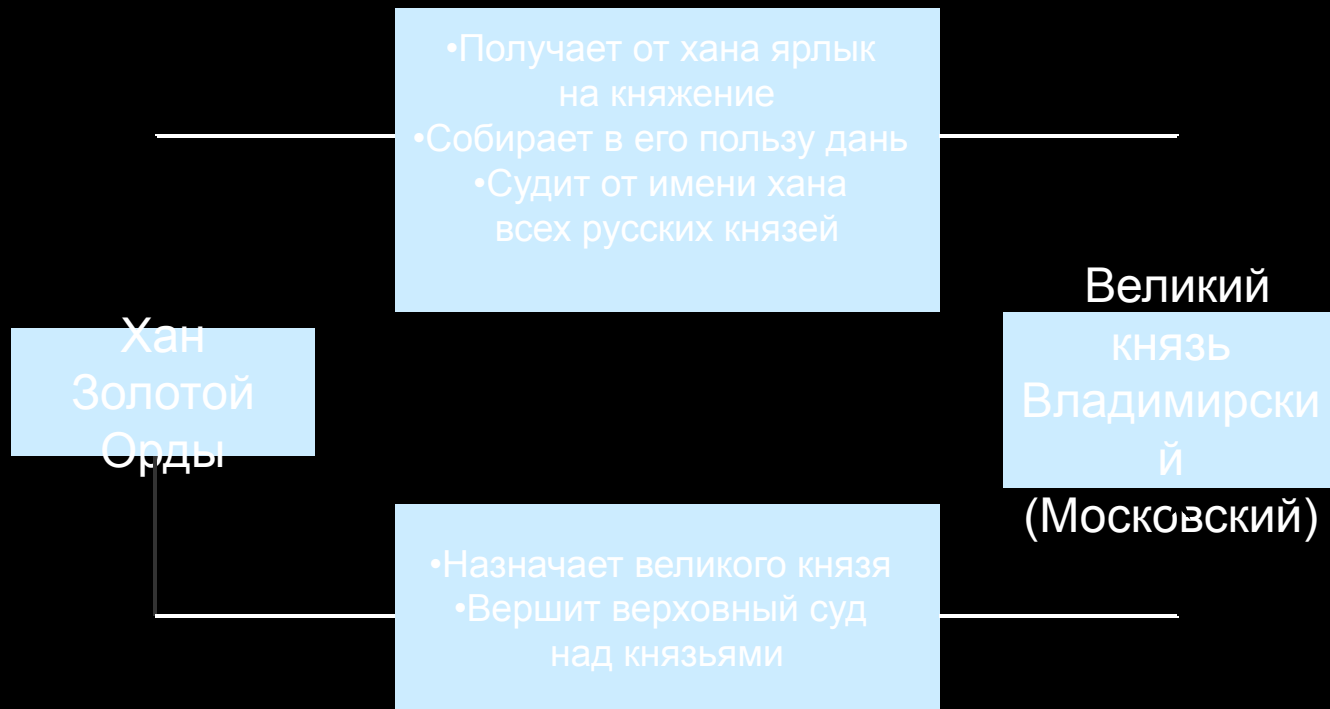 •Получает от хана ярлык
на княжение
•Собирает в его пользу дань
•Судит от имени хана
всех русских князей
Хан
Золотой
Орды
Великий
князь
Владимирски
й
(Московский)
•Назначает великого князя
•Вершит верховный суд
над князьями